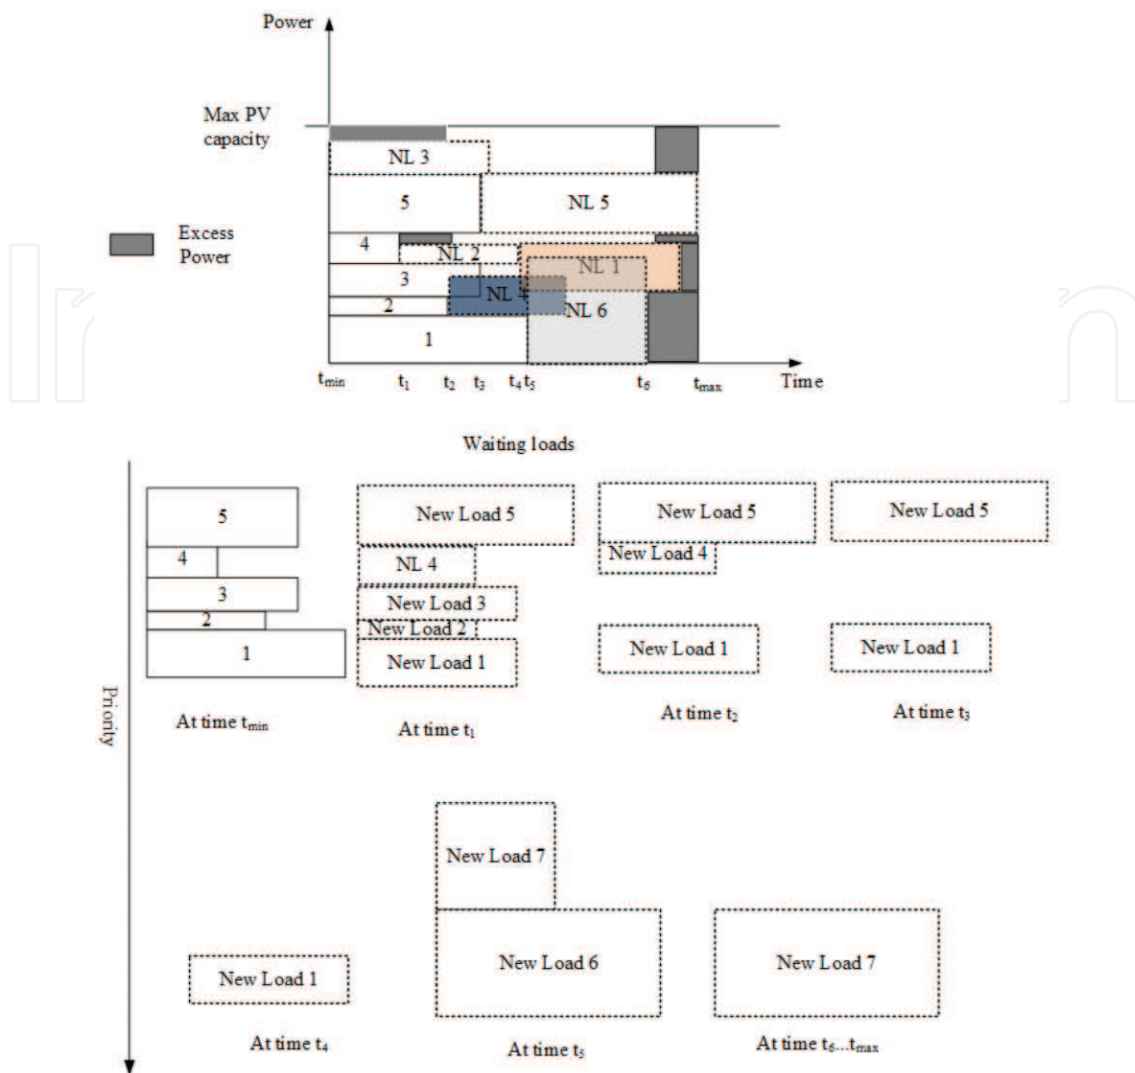 Power
Max PV
capacity
NL 3
5
NL 5
Excess
Power
4
NL 2
NL 1
3
NL 4
2
NL 6
1
tmin
t1
t2
t3
t4
t5
t6
tmax
Time
Waiting loads
Priority
5
4
3
2
1
At time tmin
New Load 5
NL 4
New Load 3
New Load 2
New Load 1
At time t1
New Load 5
New Load 4
New Load 1
At time t2
New Load 5
New Load 1
At time t3
New Load 1
At time t4
New Load 7
New Load 6
At time t5
New Load 7
At time t6...tmax